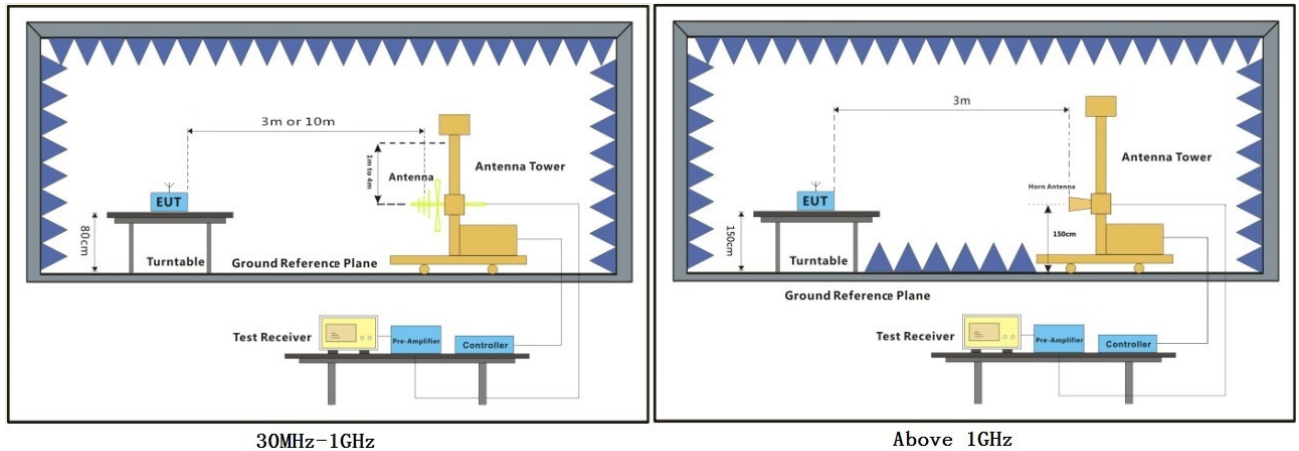 3m or 10m
1m to 4m
Antenna
Antenna Tower
EUT
80cm
Turntable
Ground Reference Plane
Test Receiver
Pre-Amplifier
Controller
30MHz-1GHz
3m
Antenna Tower
Horn Antenna
EUT
150cm
150cm
Turntable
Ground Reference Plane
Test Receiver
Pre-Amplifier
Controller
Above 1GHz